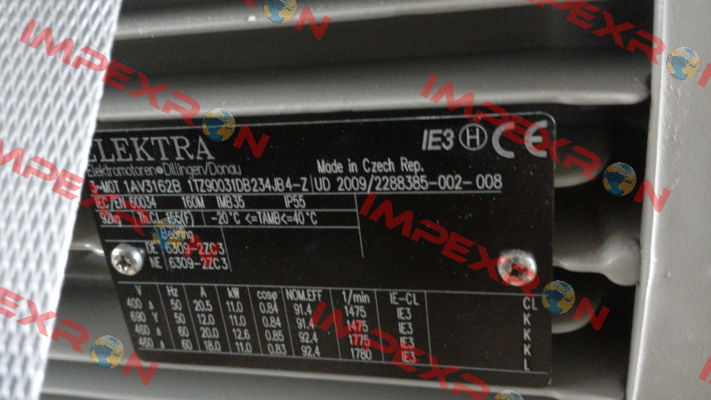 IMPEXRON
ELEKTRA
Elektromotoren Dillingen/Donau
IE3 H CE
Made in Czech Rep.
3~MOT 1AV3162B 1TZ90031DB234JB4-Z UD 2009/2288385-002-008
IEC/EN 60034 160M IMB35 IP55
92kg Th.CL 155(F) -20°C <=TAMB<=40°C
Bearing
DE 6309-2ZC3
NE 6309-2ZC3
V Hz A kW cosφ NOM.EFF 1/min IE-CL CL
400 Δ 50 20.5 11.0 0.84 91.4 1475 IE3 K
690 Y 50 12.0 11.0 0.84 91.4 1475 IE3 K
460 Δ 60 20.0 12.6 0.85 92.4 1775 IE3 K
460 Δ 60 18.0 11.0 0.83 92.4 1780 IE3 L
IMPEXRON
IMPEXRON
IMPEXRON
IMPEXRON